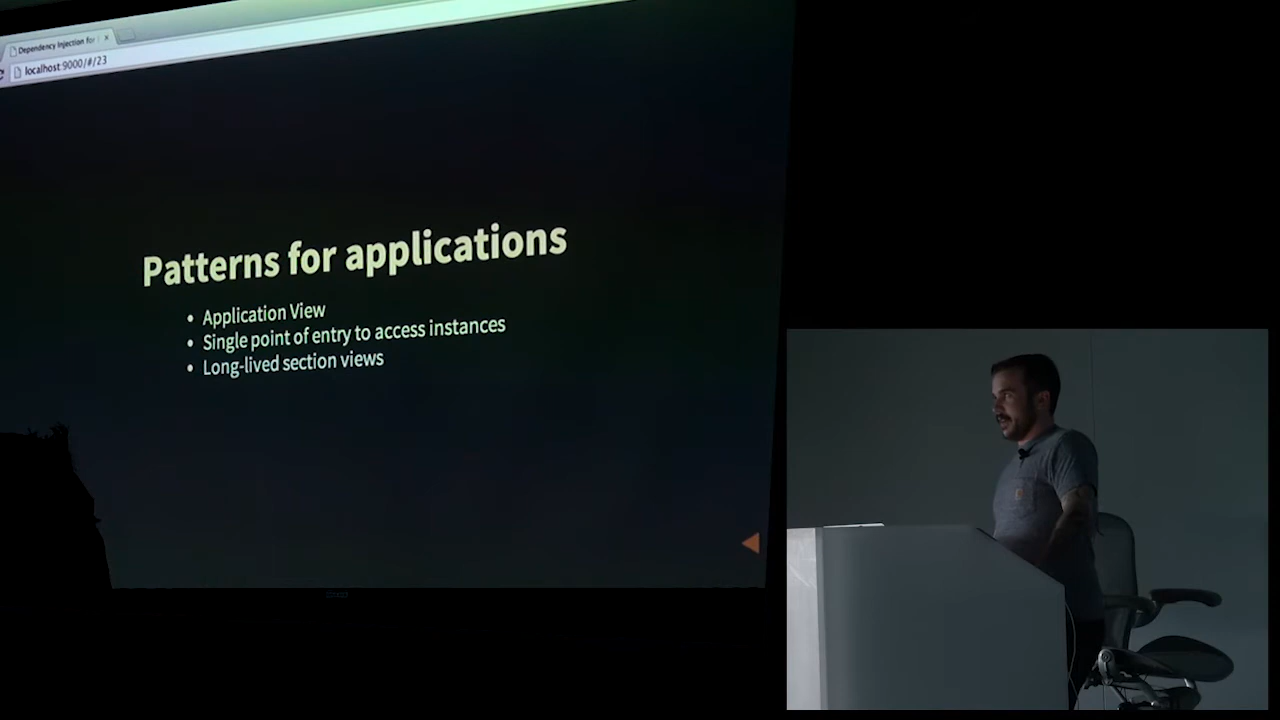 Dependency Injection for
localhost:9000/#/23
Patterns for applications
• Application View
• Single point of entry to access instances
• Long-lived section views